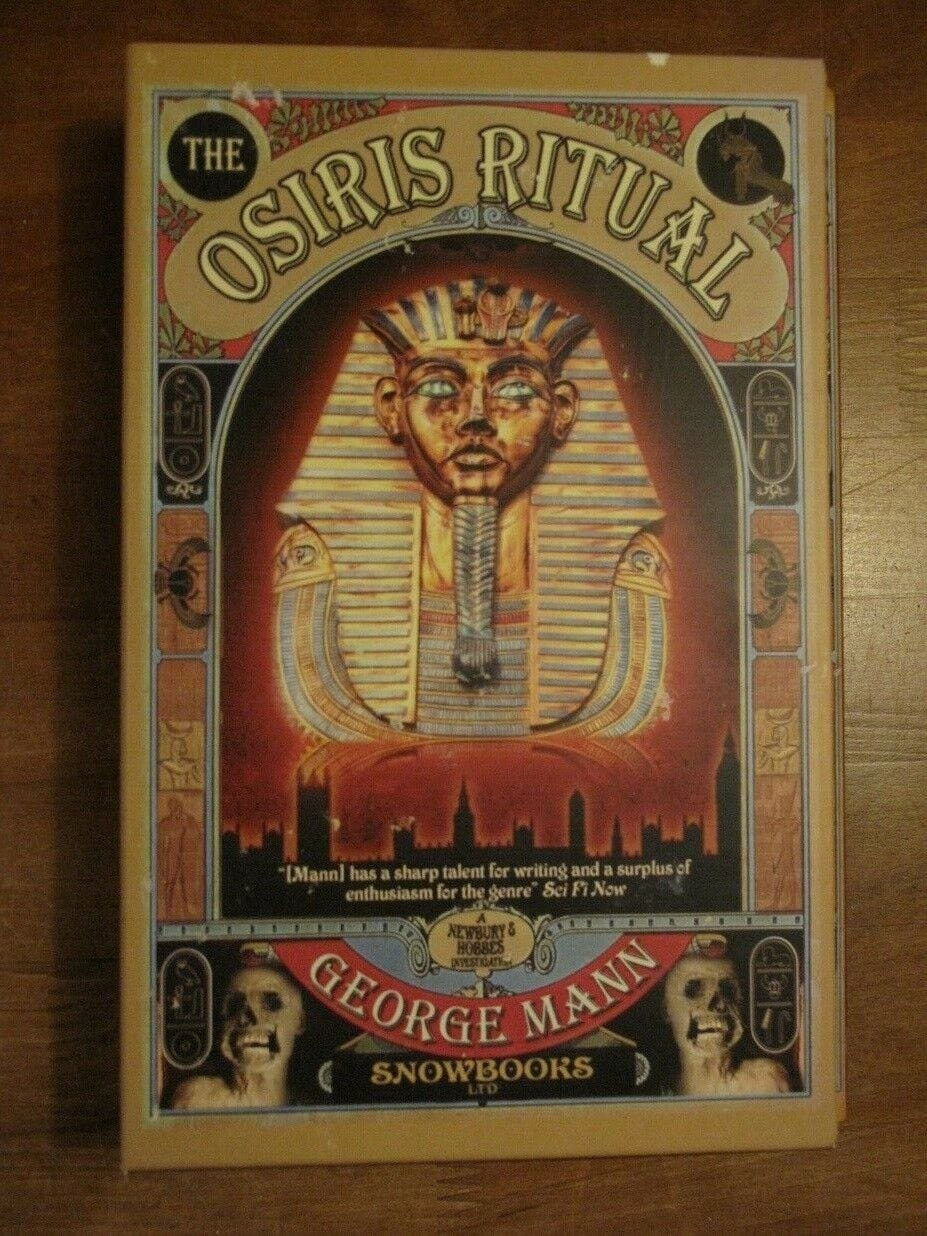 THE
OSIRIS RITUAL
"[Mann] has a sharp talent for writing and a surplus of
enthusiasm for the genre" Sci Fi Now
A
NEWBURY &
HOBBES
INVESTIGATION
GEORGE MANN
SNOWBOOKS
LTD